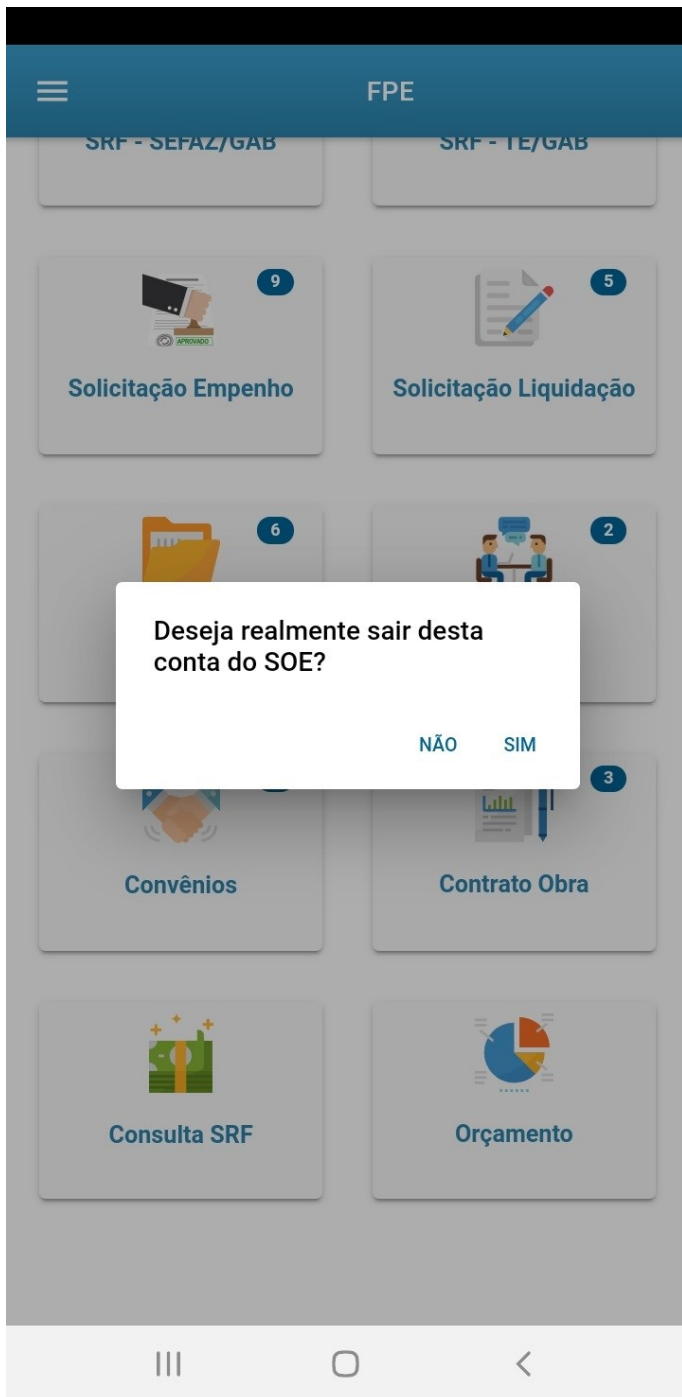 FPE
SRF - SEFAZ/GAB
SRF - TE/GAB
9
APROVADO
Solicitação Empenho
5
Solicitação Liquidação
6
2
Deseja realmente sair desta
conta do SOE?
NÃO
SIM
Convênios
3
Contrato Obra
Consulta SRF
Orçamento